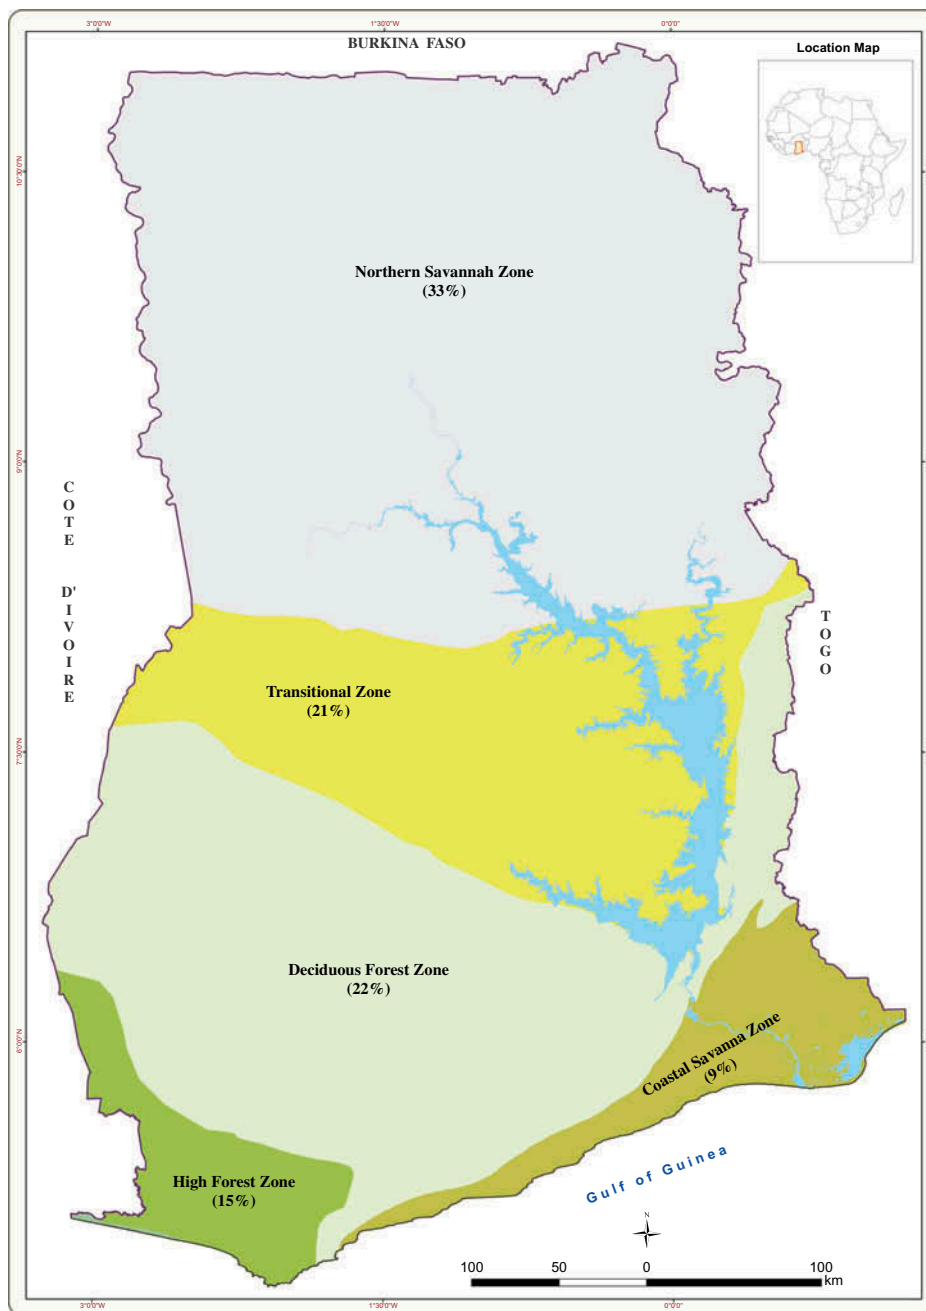 3°0'0"W 1°30'0"W 0°0'0"
BURKINA FASO
Location Map
10°30'0"N
Northern Savannah Zone
(33%)
9°0'0"N
COTE D'IVOIRE
TOGO
Transitional Zone
(21%)
7°30'0"N
Deciduous Forest Zone
(22%)
6°0'0"N
Coastal Savanna Zone
(9%)
High Forest Zone
(15%)
Gulf of Guinea
N
100 50 0 100
km
3°0'0"W 1°30'0"W 0°0'0"